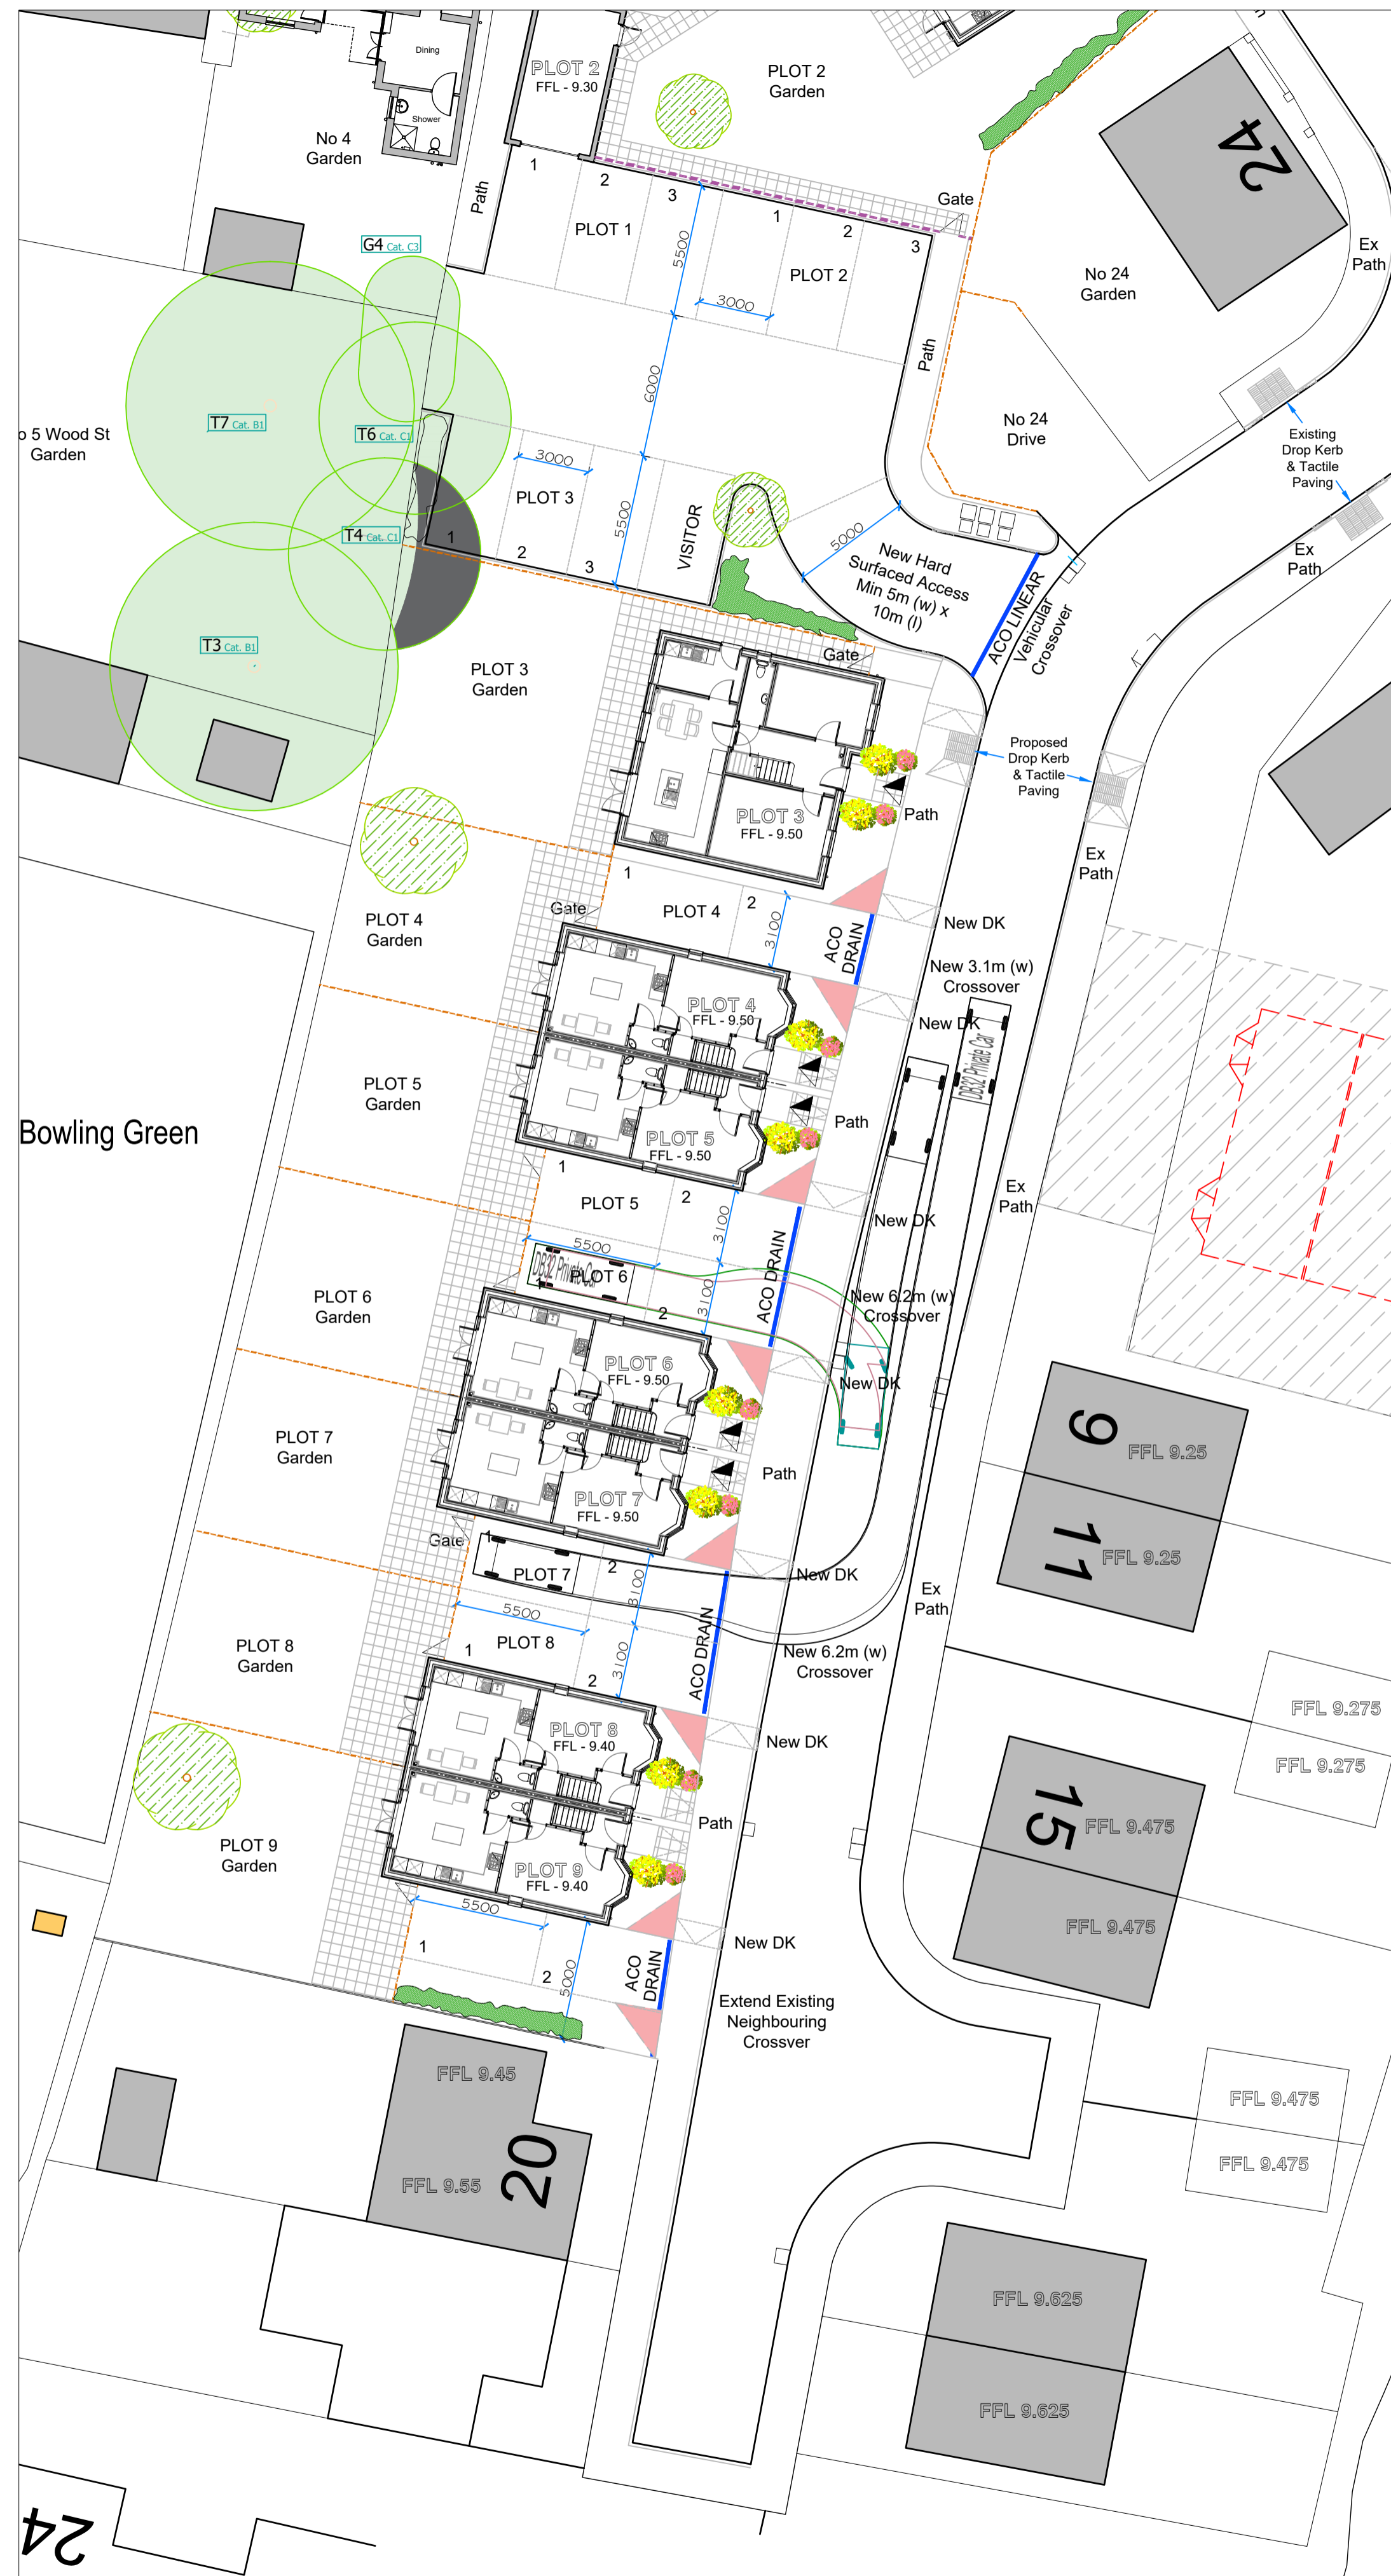 Dining
Shower
PLOT 2
FFL - 9.30
PLOT 2
Garden
24
No 4
Garden
Path
1
2
3
1
2
3
Gate
PLOT 1
PLOT 2
5500
3000
Ex
Path
No 24
Garden
G4 Cat. C3
Path
6000
T7 Cat. B1
T6 Cat. C1
o 5 Wood St
Garden
No 24
Drive
Existing
Drop Kerb
& Tactile
Paving
3000
PLOT 3
5500
VISITOR
T4 Cat. C1
1
2
3
5000
New Hard
Surfaced Access
Min 5m (w) x
10m (l)
ACO LINEAR
Vehicular
Crossover
Ex
Path
T3 Cat. B1
PLOT 3
Garden
Gate
Proposed
Drop Kerb
& Tactile
Paving
PLOT 3
FFL - 9.50
Path
Ex
Path
1
PLOT 4
2
3100
Gate
PLOT 4
Garden
ACO
DRAIN
New DK
New 3.1m (w)
Crossover
PLOT 4
FFL - 9.50
New DK
DB32 Private Car
PLOT 5
Garden
Bowling Green
PLOT 5
FFL - 9.50
Path
1
PLOT 5
2
3100
Ex
Path
New DK
5500
DB32 Private Car
1
PLOT 6
2
3100
ACO DRAIN
New 6.2m (w)
Crossover
PLOT 6
Garden
PLOT 6
FFL - 9.50
New DK
9
FFL 9.25
PLOT 7
Garden
Path
PLOT 7
FFL - 9.50
Gate
1
PLOT 7
2
3100
New DK
11
FFL 9.25
Ex
Path
5500
PLOT 8
1
2
3100
ACO DRAIN
New 6.2m (w)
Crossover
PLOT 8
Garden
FFL 9.275
FFL 9.275
PLOT 8
FFL - 9.40
New DK
Path
15
FFL 9.475
PLOT 9
Garden
PLOT 9
FFL - 9.40
5500
FFL 9.475
1
2
5000
ACO
DRAIN
New DK
Extend Existing
Neighbouring
Crossver
FFL 9.45
20
FFL 9.55
FFL 9.475
FFL 9.475
FFL 9.625
FFL 9.625
24